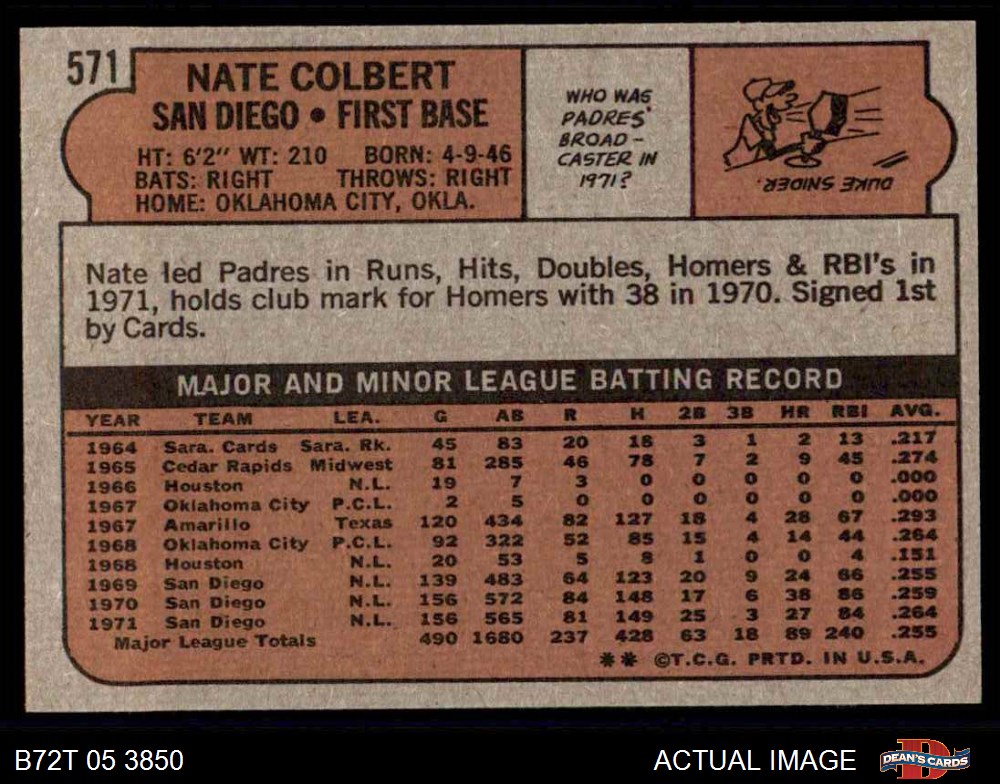 571
NATE COLBERT
SAN DIEGO • FIRST BASE
HT: 6'2" WT: 210 BORN: 4-9-46
BATS: RIGHT THROWS: RIGHT
HOME: OKLAHOMA CITY, OKLA.
WHO WAS
PADRES'
BROAD-
CASTER IN
1971?
DUKE SNIDER.
Nate led Padres in Runs, Hits, Doubles, Homers & RBI's in
1971, holds club mark for Homers with 38 in 1970. Signed 1st
by Cards.
MAJOR AND MINOR LEAGUE BATTING RECORD
YEAR TEAM LEA. G AB R H 2B 3B HR RBI AVG.
1964 Sara. Cards Sara. Rk. 45 83 20 18 3 1 2 13 .217
1965 Cedar Rapids Midwest 81 285 46 78 7 2 9 45 .274
1966 Houston N.L. 19 7 3 0 0 0 0 0 .000
1967 Oklahoma City P.C.L. 2 5 0 0 0 0 0 0 .000
1967 Amarillo Texas 120 434 82 127 18 4 28 67 .293
1968 Oklahoma City P.C.L. 92 322 52 85 15 4 14 44 .264
1968 Houston N.L. 20 53 5 8 1 0 0 4 .151
1969 San Diego N.L. 139 483 64 123 20 9 24 66 .255
1970 San Diego N.L. 156 572 84 148 17 6 38 86 .259
1971 San Diego N.L. 156 565 81 149 25 3 27 84 .264
Major League Totals 490 1680 237 428 63 18 89 240 .255
** ©T.C.G. PRTD. IN U.S.A.
B72T 05 3850
ACTUAL IMAGE
D
DEAN'S CARDS